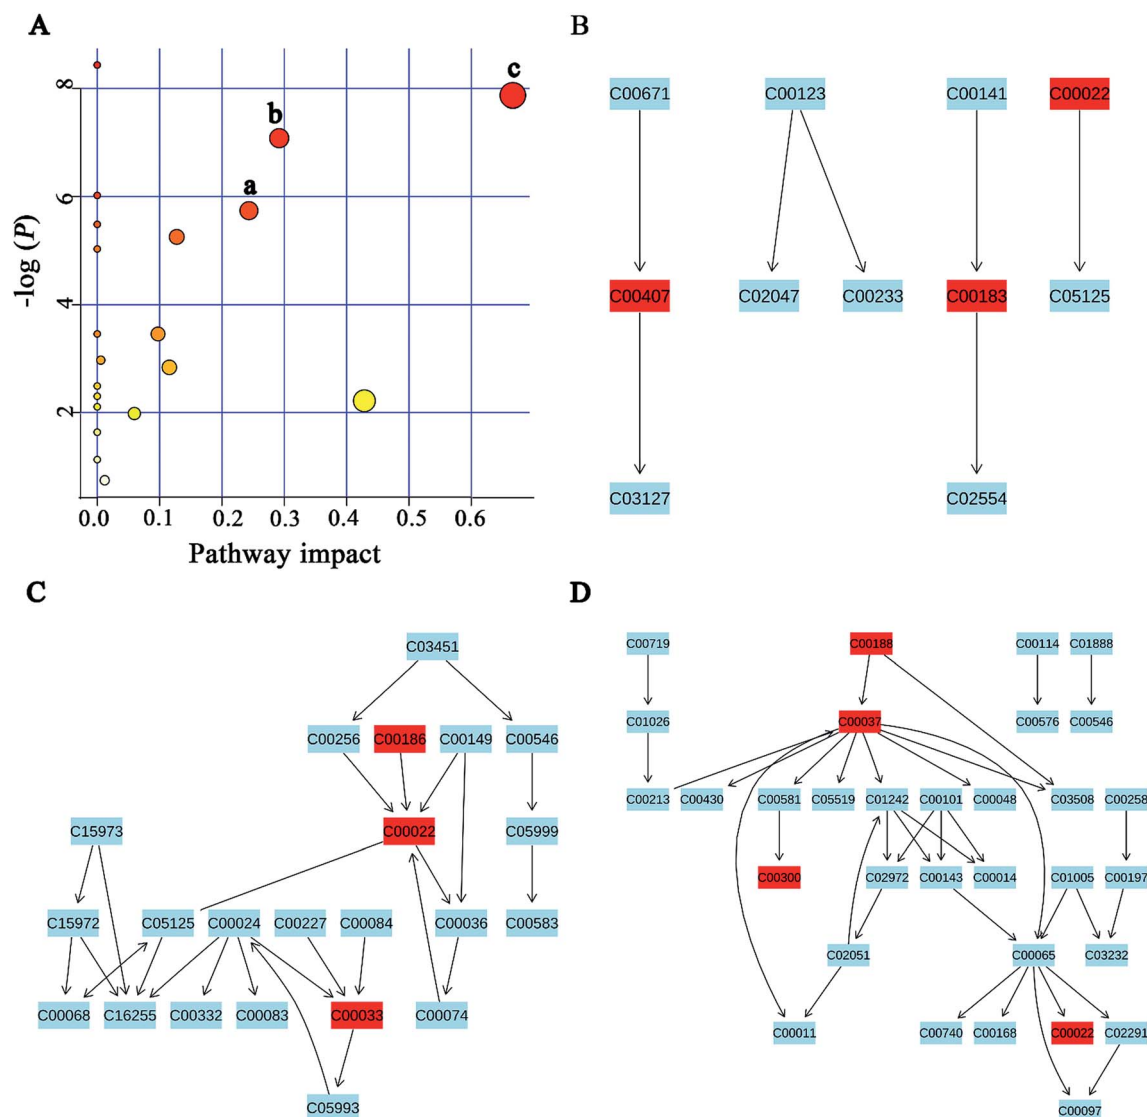 A
8
6
4
2
-log (P)
0.0 0.1 0.2 0.3 0.4 0.5 0.6
Pathway impact
c
b
a
B
C00671 C00123 C00141 C00022
C00407 C02047 C00233 C00183 C05125
C03127 C02554
C
C03451
C00256 C00186 C00149 C00546
C15973 C00022 C05999
C15972 C05125 C00024 C00227 C00084 C00036 C00583
C00068 C16255 C00332 C00083 C00033 C00074
C05993
D
C00719 C00188 C00114 C01888
C01026 C00037 C00576 C00546
C00213 C00430 C00581 C05519 C01242 C00101 C00048 C03508 C00258
C00300 C02972 C00143 C00014 C01005 C00197
C02051 C00065 C03232
C00011 C00740 C00168 C00022 C02291
C00097